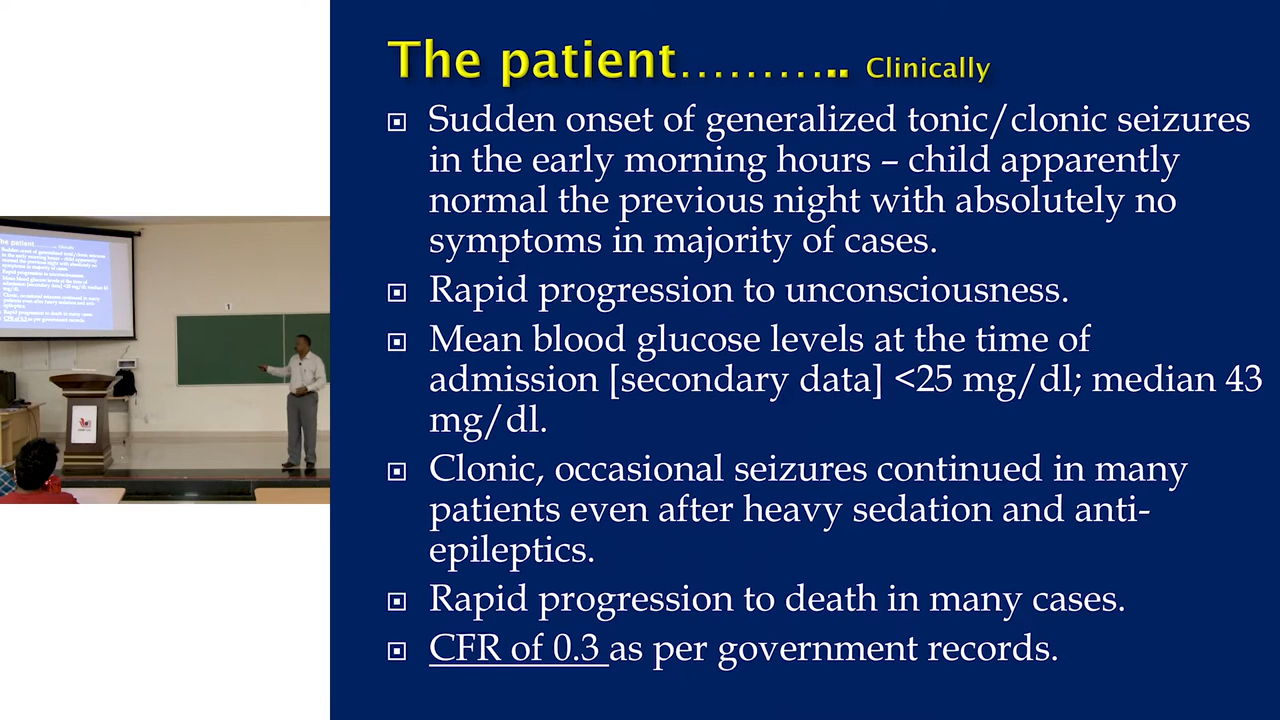 The patient……….. Clinically
Sudden onset of generalized tonic/clonic seizures
in the early morning hours – child apparently
normal the previous night with absolutely no
symptoms in majority of cases.
Rapid progression to unconsciousness.
Mean blood glucose levels at the time of
admission [secondary data] <25 mg/dl; median 43
mg/dl.
Clonic, occasional seizures continued in many
patients even after heavy sedation and anti-
epileptics.
Rapid progression to death in many cases.
CFR of 0.3 as per government records.